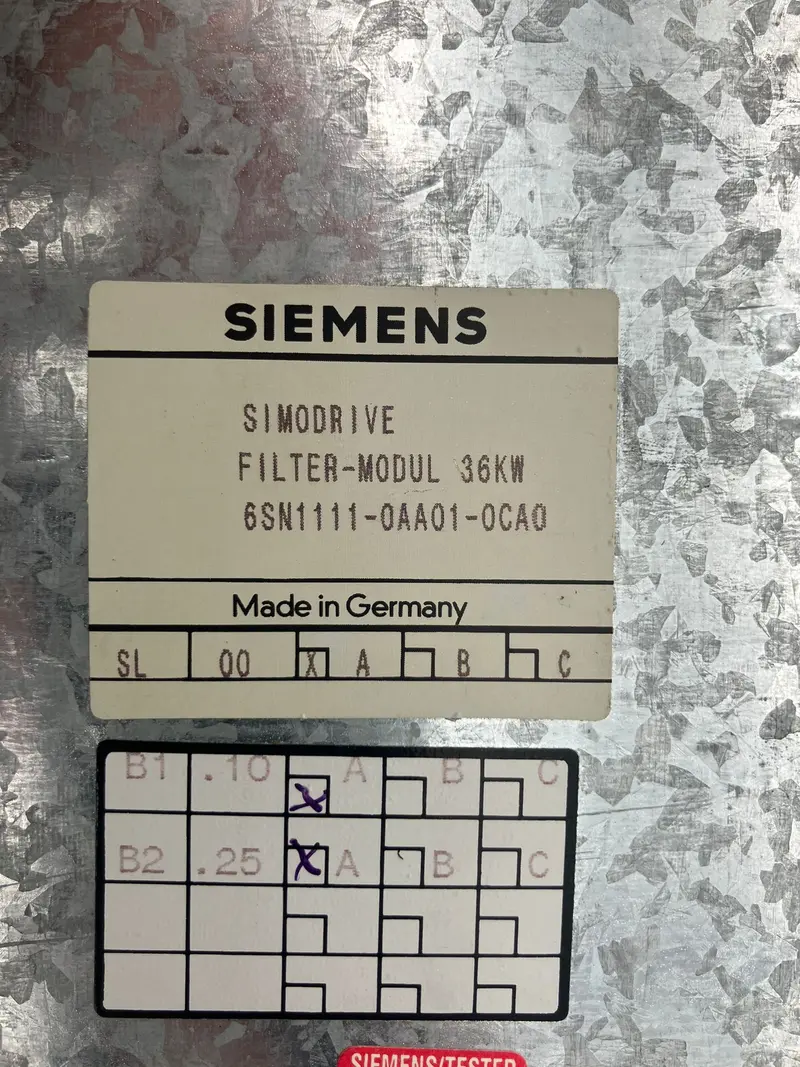 SIEMENS
SIMODRIVE
FILTER-MODUL 36KW
6SN1111-0AA01-0CA0
Made in Germany
SL 00 X A B C
B1 .10 X A B C
B2 .25 X A B C
SIEMENS/TESTER